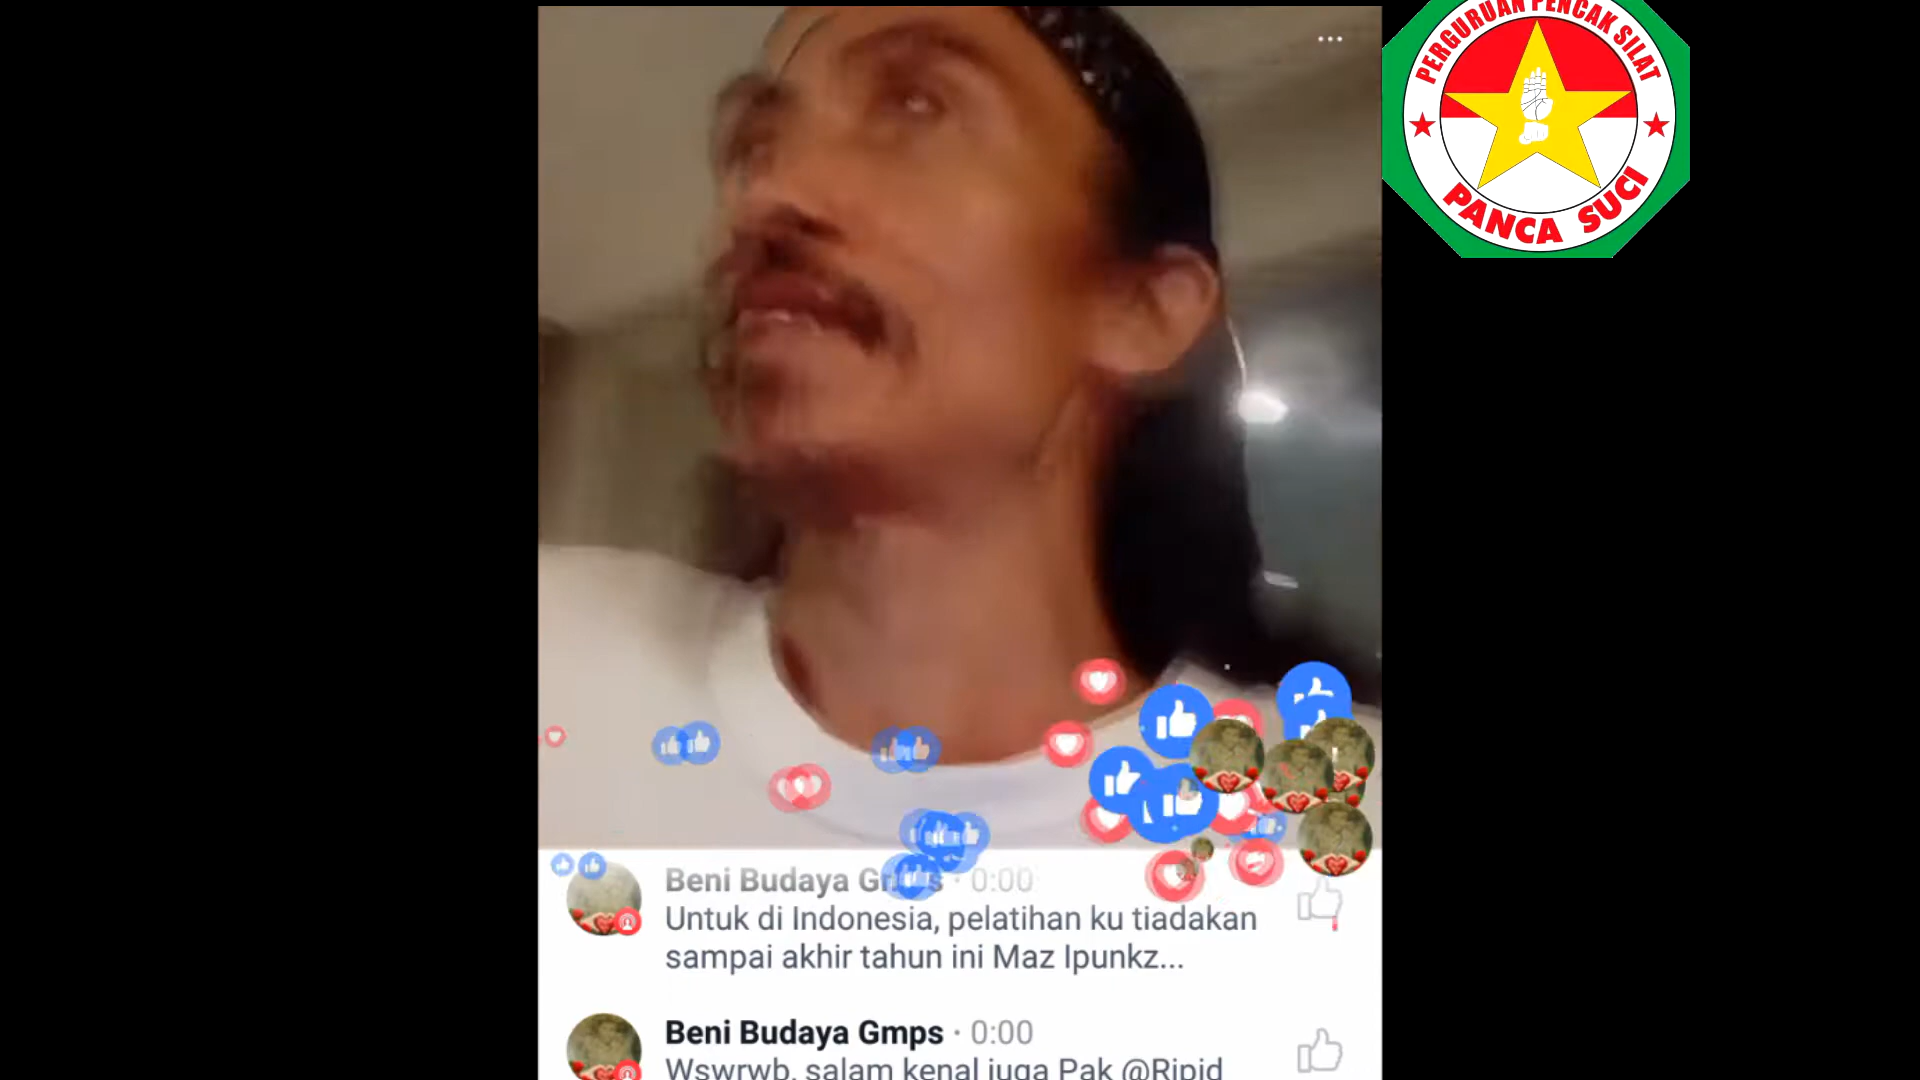 PERGURUAN PENCAK SILAT
PANCA SUCI
Beni Budaya Gmps · 0:00
Untuk di Indonesia, pelatihan ku tiadakan
sampai akhir tahun ini Maz Ipunkz...
Beni Budaya Gmps · 0:00
Wswrwb, salam kenal juga Pak @Ripid